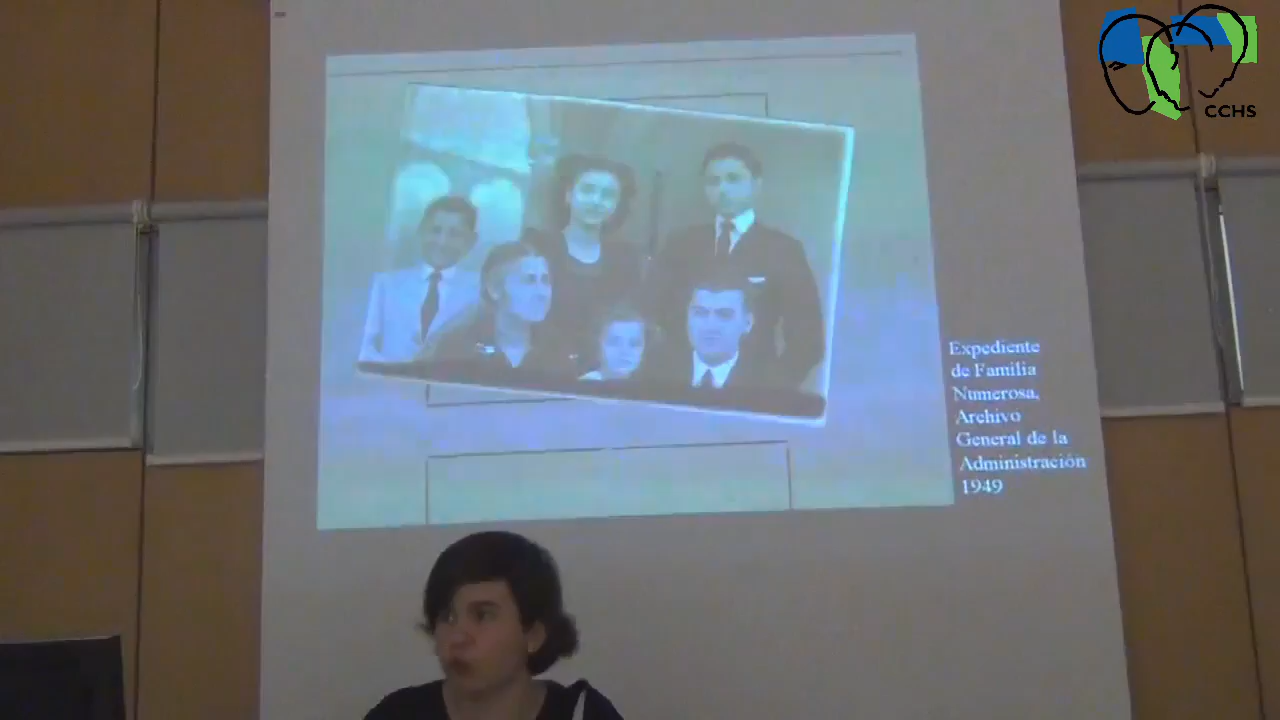 CCHS
Expediente
de Familia
Numerosa,
Archivo
General de la
Administración
1949